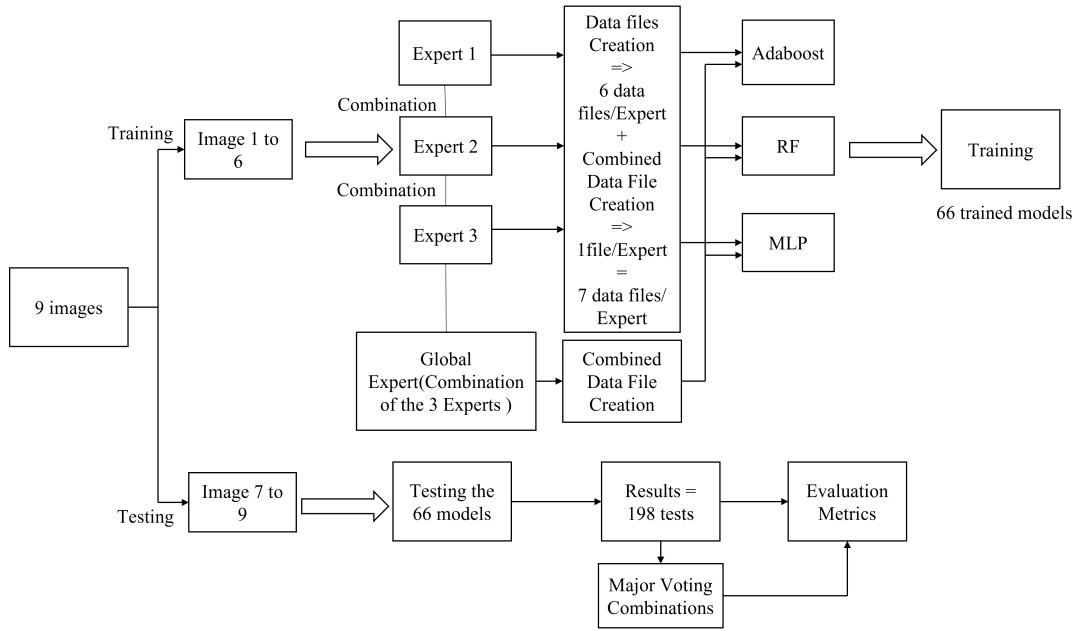 9 images
Training
Image 1 to
6
Expert 1
Combination
Expert 2
Combination
Expert 3
Global
Expert(Combination
of the 3 Experts )
Data files
Creation
=>
6 data
files/Expert
+
Combined
Data File
Creation
=>
1file/Expert
=
7 data files/
Expert
Combined
Data File
Creation
Adaboost
RF
MLP
Training
66 trained models
Testing
Image 7 to
9
Testing the
66 models
Results =
198 tests
Major Voting
Combinations
Evaluation
Metrics